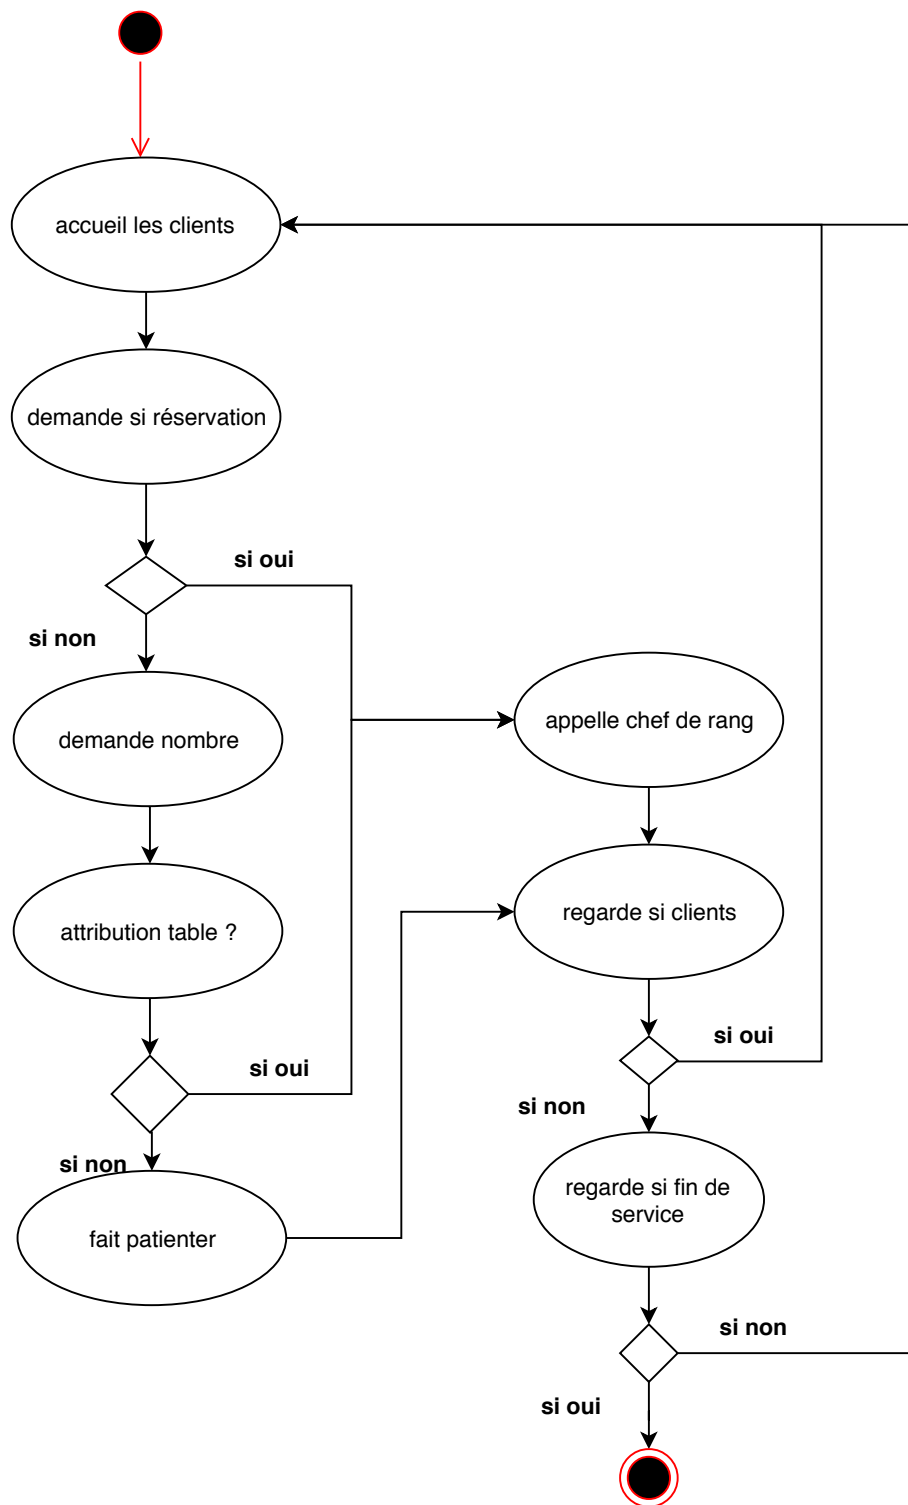 accueil les clients
demande si réservation
si oui
si non
demande nombre
attribution table ?
si oui
si non
fait patienter
appelle chef de rang
regarde si clients
si oui
si non
regarde si fin de
service
si non
si oui